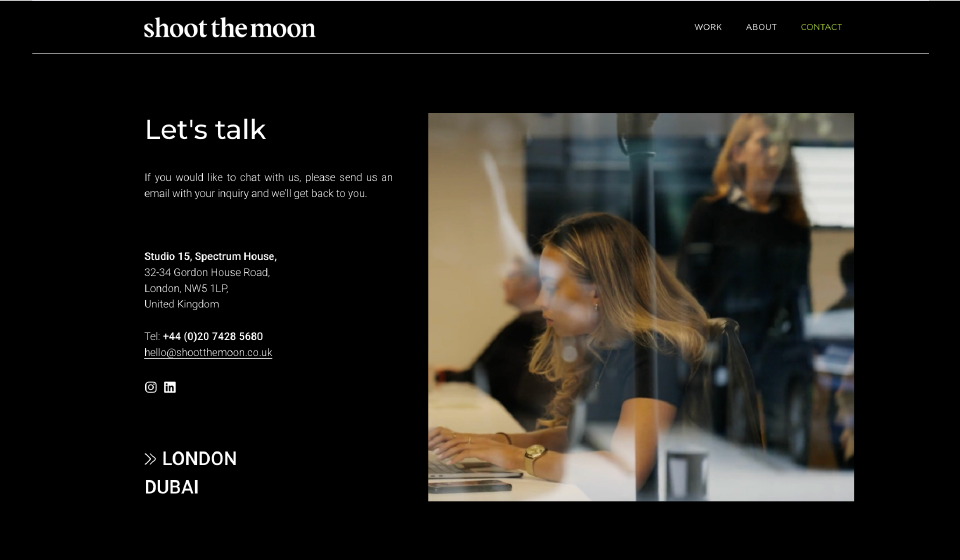 shoot the moon
WORK
ABOUT
CONTACT
Let's talk
If you would like to chat with us, please send us an
email with your inquiry and we'll get back to you.
Studio 15, Spectrum House,
32-34 Gordon House Road,
London, NW5 1LP,
United Kingdom
Tel: +44 (0)20 7428 5680
hello@shootthemoon.co.uk
LONDON
DUBAI